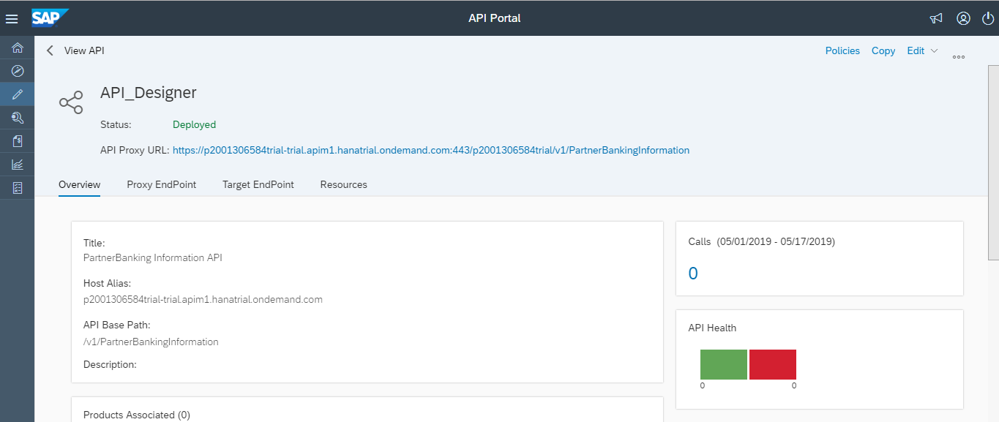 SAP
API Portal
View API
Policies Copy Edit
API_Designer
Status: Deployed
API Proxy URL: https://p2001306584trial-trial.apim1.hanatrial.ondemand.com:443/p2001306584trial/v1/PartnerBankingInformation
Overview Proxy EndPoint Target EndPoint Resources
Title:
PartnerBanking Information API
Host Alias:
p2001306584trial-trial.apim1.hanatrial.ondemand.com
API Base Path:
/v1/PartnerBankingInformation
Description:
Products Associated (0)
Calls (05/01/2019 - 05/17/2019)
0
API Health
0 0